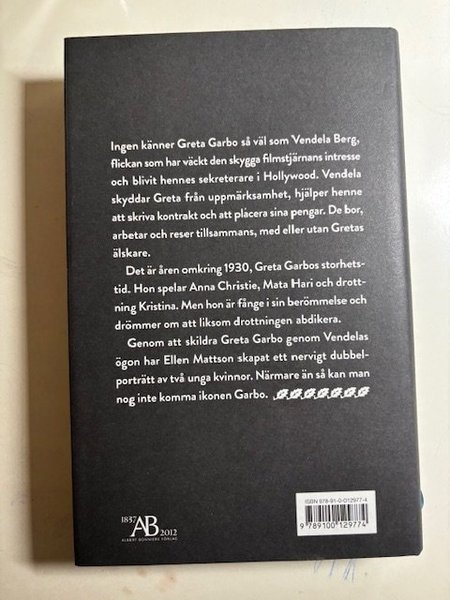 Ingen känner Greta Garbo så väl som Vendela Berg,
flickan som har väckt den skygga filmstjärnans intresse
och blivit hennes sekreterare i Hollywood. Vendela
skyddar Greta från uppmärksamhet, hjälper henne
att skriva kontrakt och att placera sina pengar. De bor,
arbetar och reser tillsammans, med eller utan Gretas
älskare.
Det är åren omkring 1930, Greta Garbos storhets-
tid. Hon spelar Anna Christie, Mata Hari och drott-
ning Kristina. Men hon är fånge i sin berömmelse och
drömmer om att liksom drottningen abdikera.
Genom att skildra Greta Garbo genom Vendelas
ögon har Ellen Mattson skapat ett nervigt dubbel-
porträtt av två unga kvinnor. Närmare än så kan man
nog inte komma ikonen Garbo.
ISBN 978-91-0-012977-4
9 789100 129774
1837 AB 2012
ALBERT BONNIERS FÖRLAG